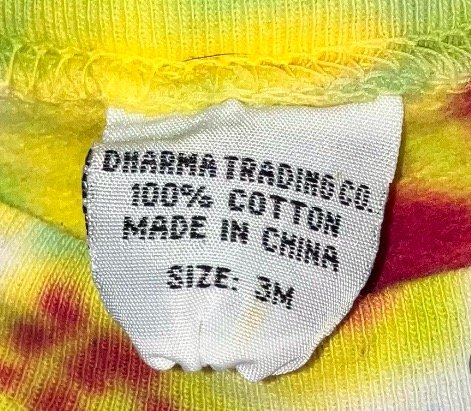 DHARMA TRADING CO.
100% COTTON
MADE IN CHINA
SIZE: 3M